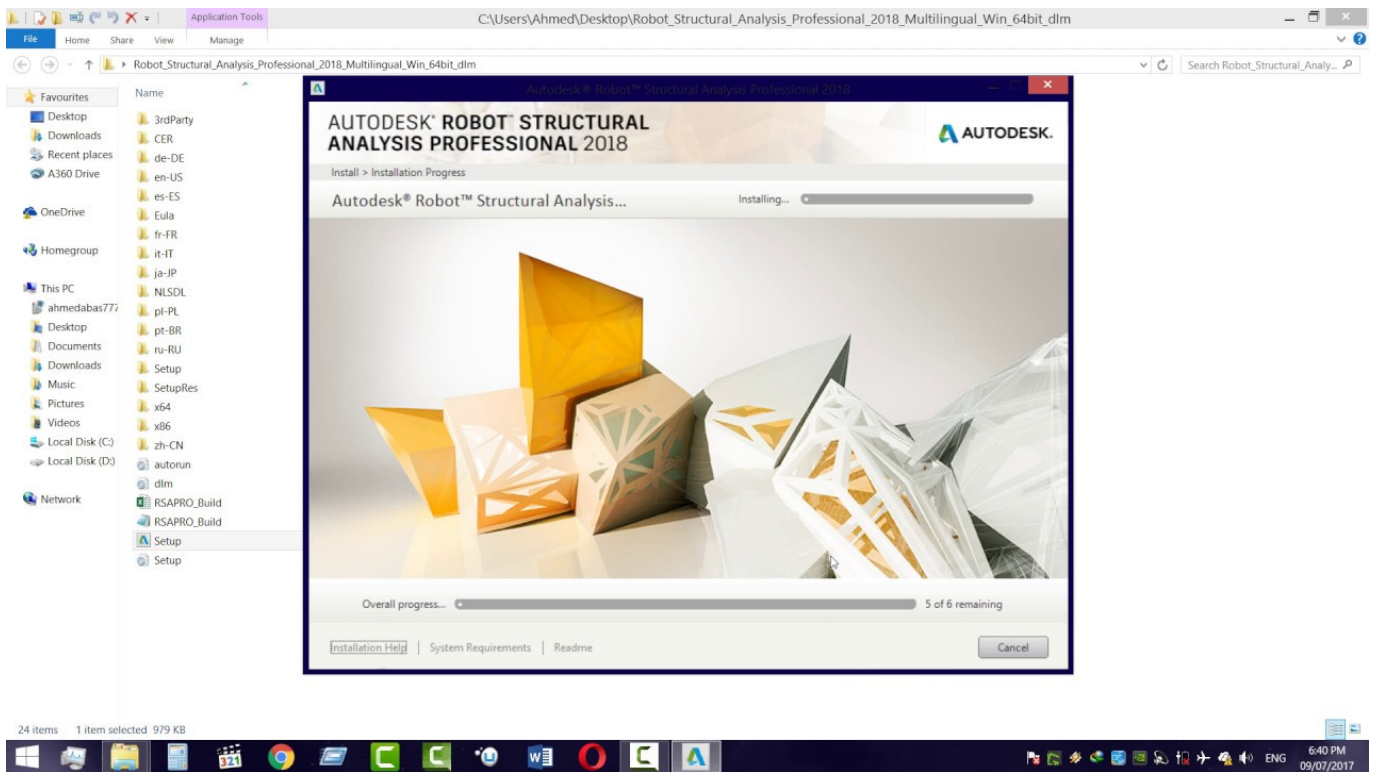 Application Tools
C:\Users\Ahmed\Desktop\Robot_Structural_Analysis_Professional_2018_Multilingual_Win_64bit_dlm
File Home Share View Manage
Robot_Structural_Analysis_Professional_2018_Multilingual_Win_64bit_dlm
Search Robot_Structural_Analy...
Favourites
Desktop
Downloads
Recent places
A360 Drive
OneDrive
Homegroup
This PC
ahmedabas777
Desktop
Documents
Downloads
Music
Pictures
Videos
Local Disk (C:)
Local Disk (D:)
Network
Name
3rdParty
CER
de-DE
en-US
es-ES
Eula
fr-FR
it-IT
ja-JP
NLSDL
pl-PL
pt-BR
ru-RU
Setup
SetupRes
x64
x86
zh-CN
autorun
dlm
RSAPRO_Build
RSAPRO_Build
Setup
Setup
Autodesk® Robot™ Structural Analysis Professional 2018
AUTODESK® ROBOT™ STRUCTURAL
ANALYSIS PROFESSIONAL 2018
AUTODESK.
Install > Installation Progress
Autodesk® Robot™ Structural Analysis...
Installing...
Overall progress...
5 of 6 remaining
Installation Help | System Requirements | Readme
Cancel
24 items 1 item selected 979 KB
321
ENG
6:40 PM
09/07/2017